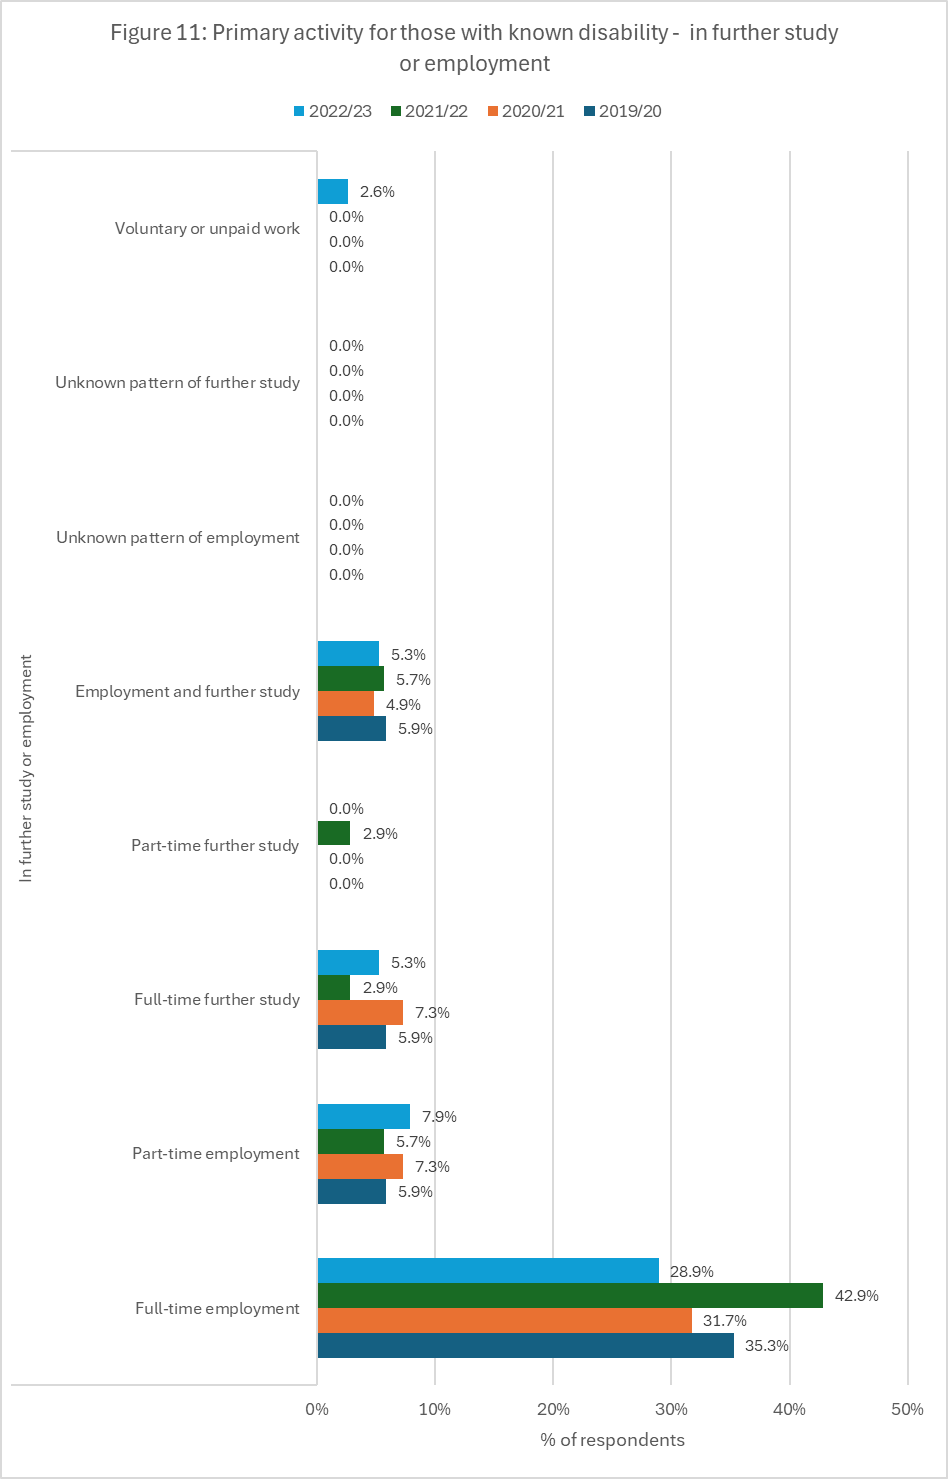 Figure 11: Primary activity for those with known disability - in further study
or employment
2022/23 2021/22 2020/21 2019/20
Voluntary or unpaid work
2.6%
0.0%
0.0%
0.0%
Unknown pattern of further study
0.0%
0.0%
0.0%
0.0%
Unknown pattern of employment
0.0%
0.0%
0.0%
0.0%
In further study or employment
Employment and further study
5.3%
5.7%
4.9%
5.9%
Part-time further study
0.0%
2.9%
0.0%
0.0%
Full-time further study
5.3%
2.9%
7.3%
5.9%
Part-time employment
7.9%
5.7%
7.3%
5.9%
Full-time employment
28.9%
42.9%
31.7%
35.3%
0% 10% 20% 30% 40% 50%
% of respondents